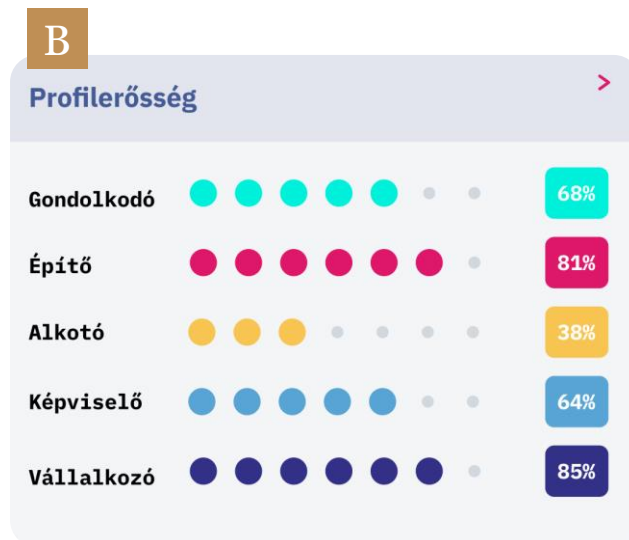 B
Profilerősség >
Gondolkodó 68%
Építő 81%
Alkotó 38%
Képviselő 64%
Vállalkozó 85%